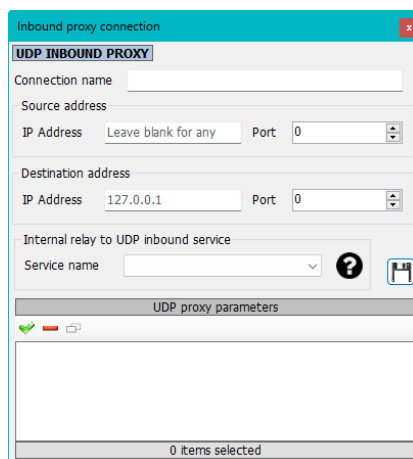 Inbound proxy connection
x
UDP INBOUND PROXY
Connection name
Source address
IP Address Leave blank for any Port 0
Destination address
IP Address 127.0.0.1 Port 0
Internal relay to UDP inbound service
Service name ?
UDP proxy parameters
0 items selected